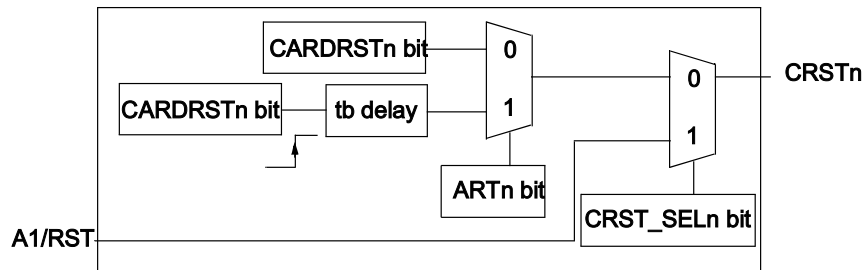 CARDRSTn bit
0
0
CRSTn
CARDRSTn bit
tb delay
1
1
ARTn bit
CRST_SELn bit
A1/RST